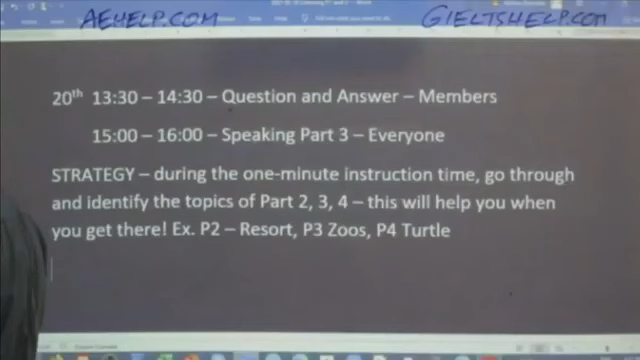 AEHELP.COM
GIELTSHELP.COM
20th 13:30 – 14:30 – Question and Answer – Members
15:00 – 16:00 – Speaking Part 3 – Everyone
STRATEGY – during the one-minute instruction time, go through
and identify the topics of Part 2, 3, 4 – this will help you when
you get there! Ex. P2 – Resort, P3 Zoos, P4 Turtle